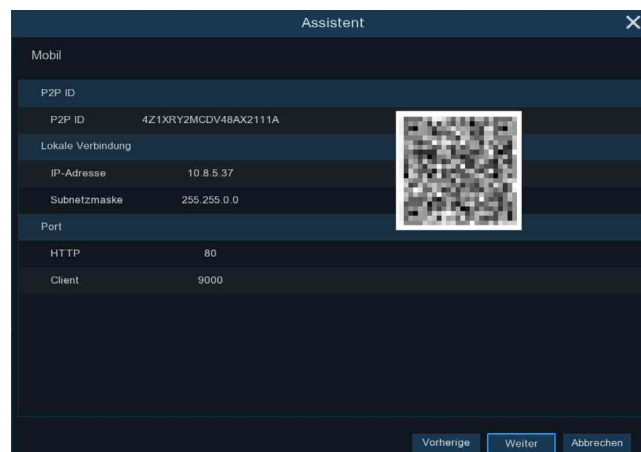 Assistent
Mobil
P2P ID
P2P ID 4Z1XRY2MCDV48AX2111A
Lokale Verbindung
IP-Adresse 10.8.5.37
Subnetzmaske 255.255.0.0
Port
HTTP 80
Client 9000
Vorherige Weiter Abbrechen